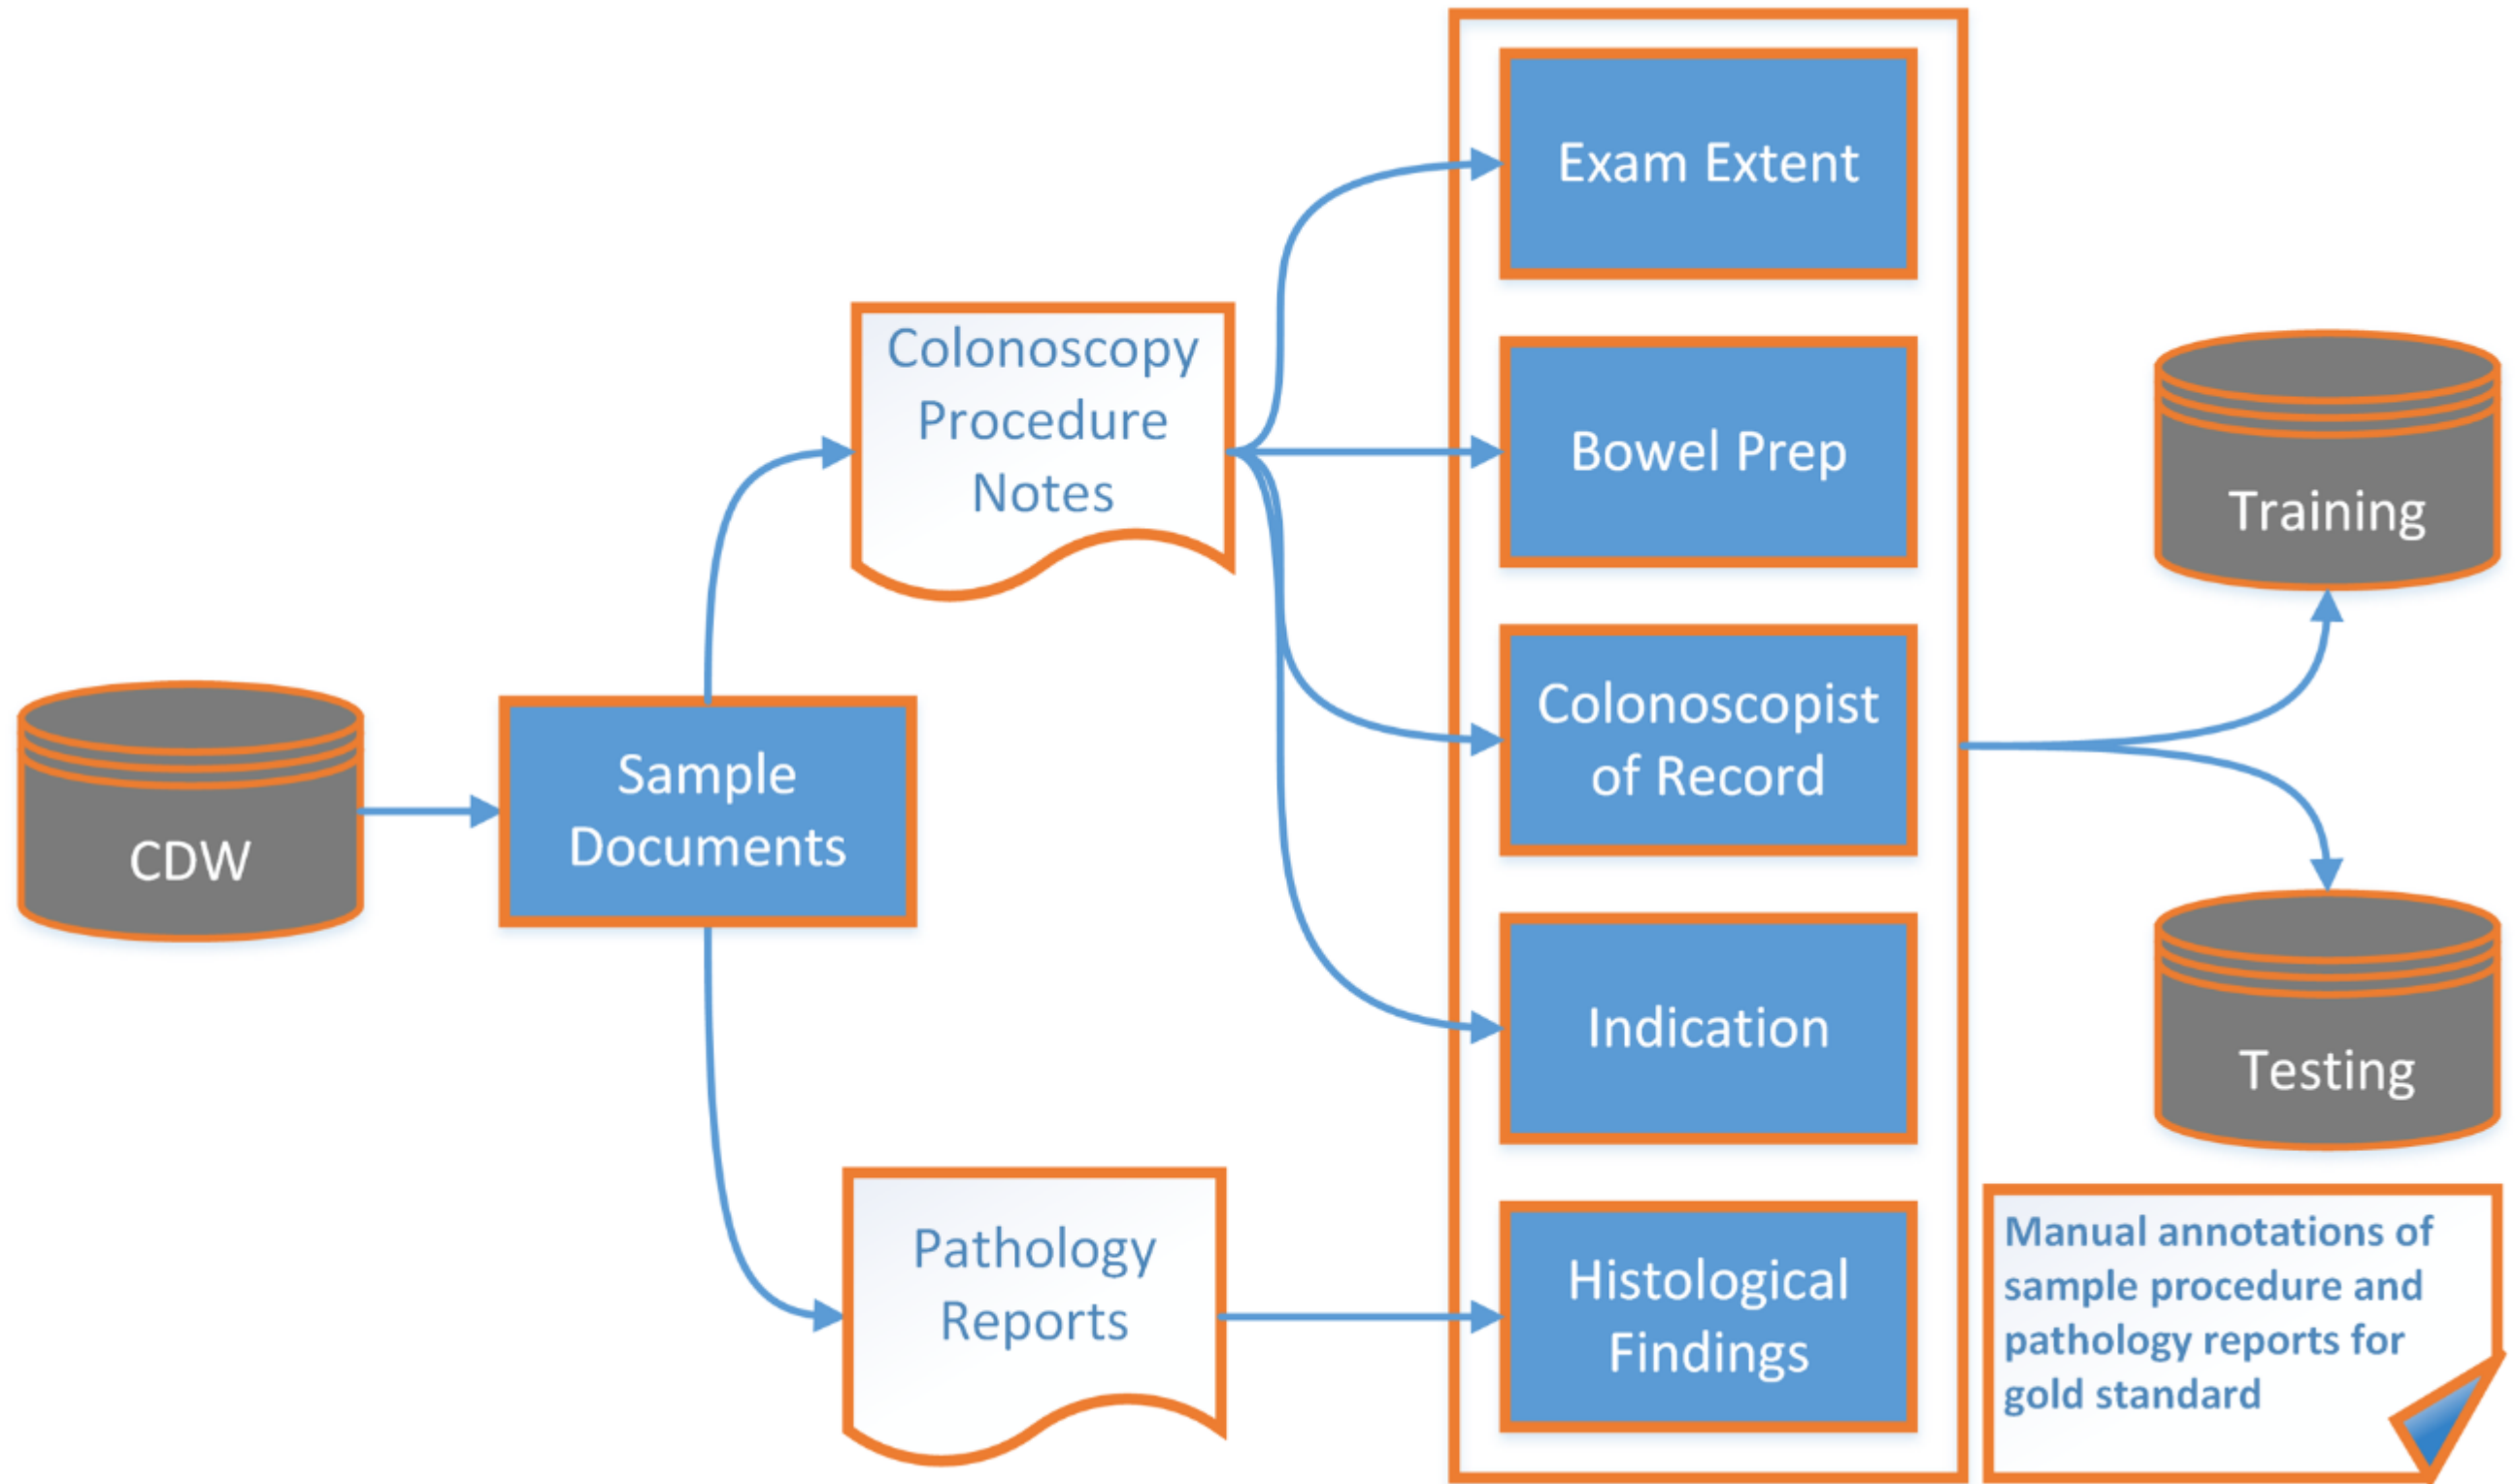 CDW
Sample
Documents
Colonoscopy
Procedure
Notes
Pathology
Reports
Exam Extent
Bowel Prep
Colonoscopist
of Record
Indication
Histological
Findings
Training
Testing
Manual annotations of
sample procedure and
pathology reports for
gold standard